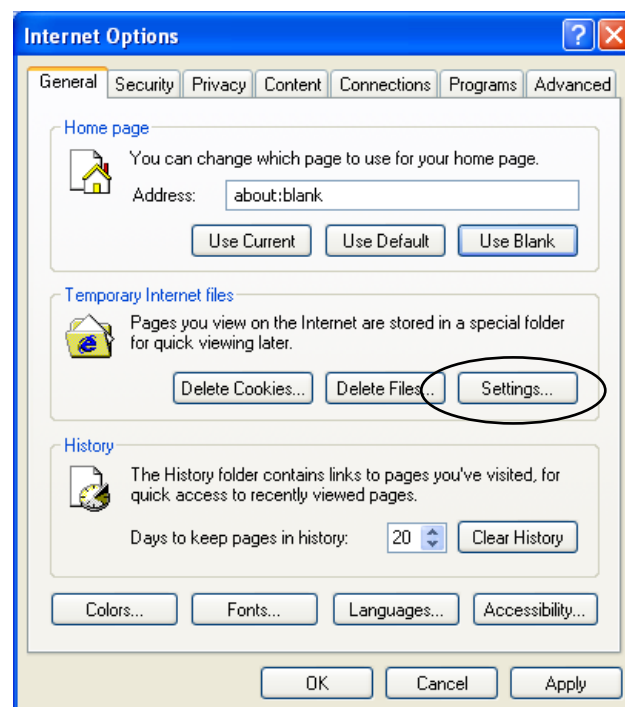 Internet Options
General Security Privacy Content Connections Programs Advanced
Home page
You can change which page to use for your home page.
Address: about:blank
Use Current Use Default Use Blank
Temporary Internet files
Pages you view on the Internet are stored in a special folder
for quick viewing later.
Delete Cookies... Delete Files... Settings...
History
The History folder contains links to pages you've visited, for
quick access to recently viewed pages.
Days to keep pages in history: 20 Clear History
Colors... Fonts... Languages... Accessibility...
OK Cancel Apply